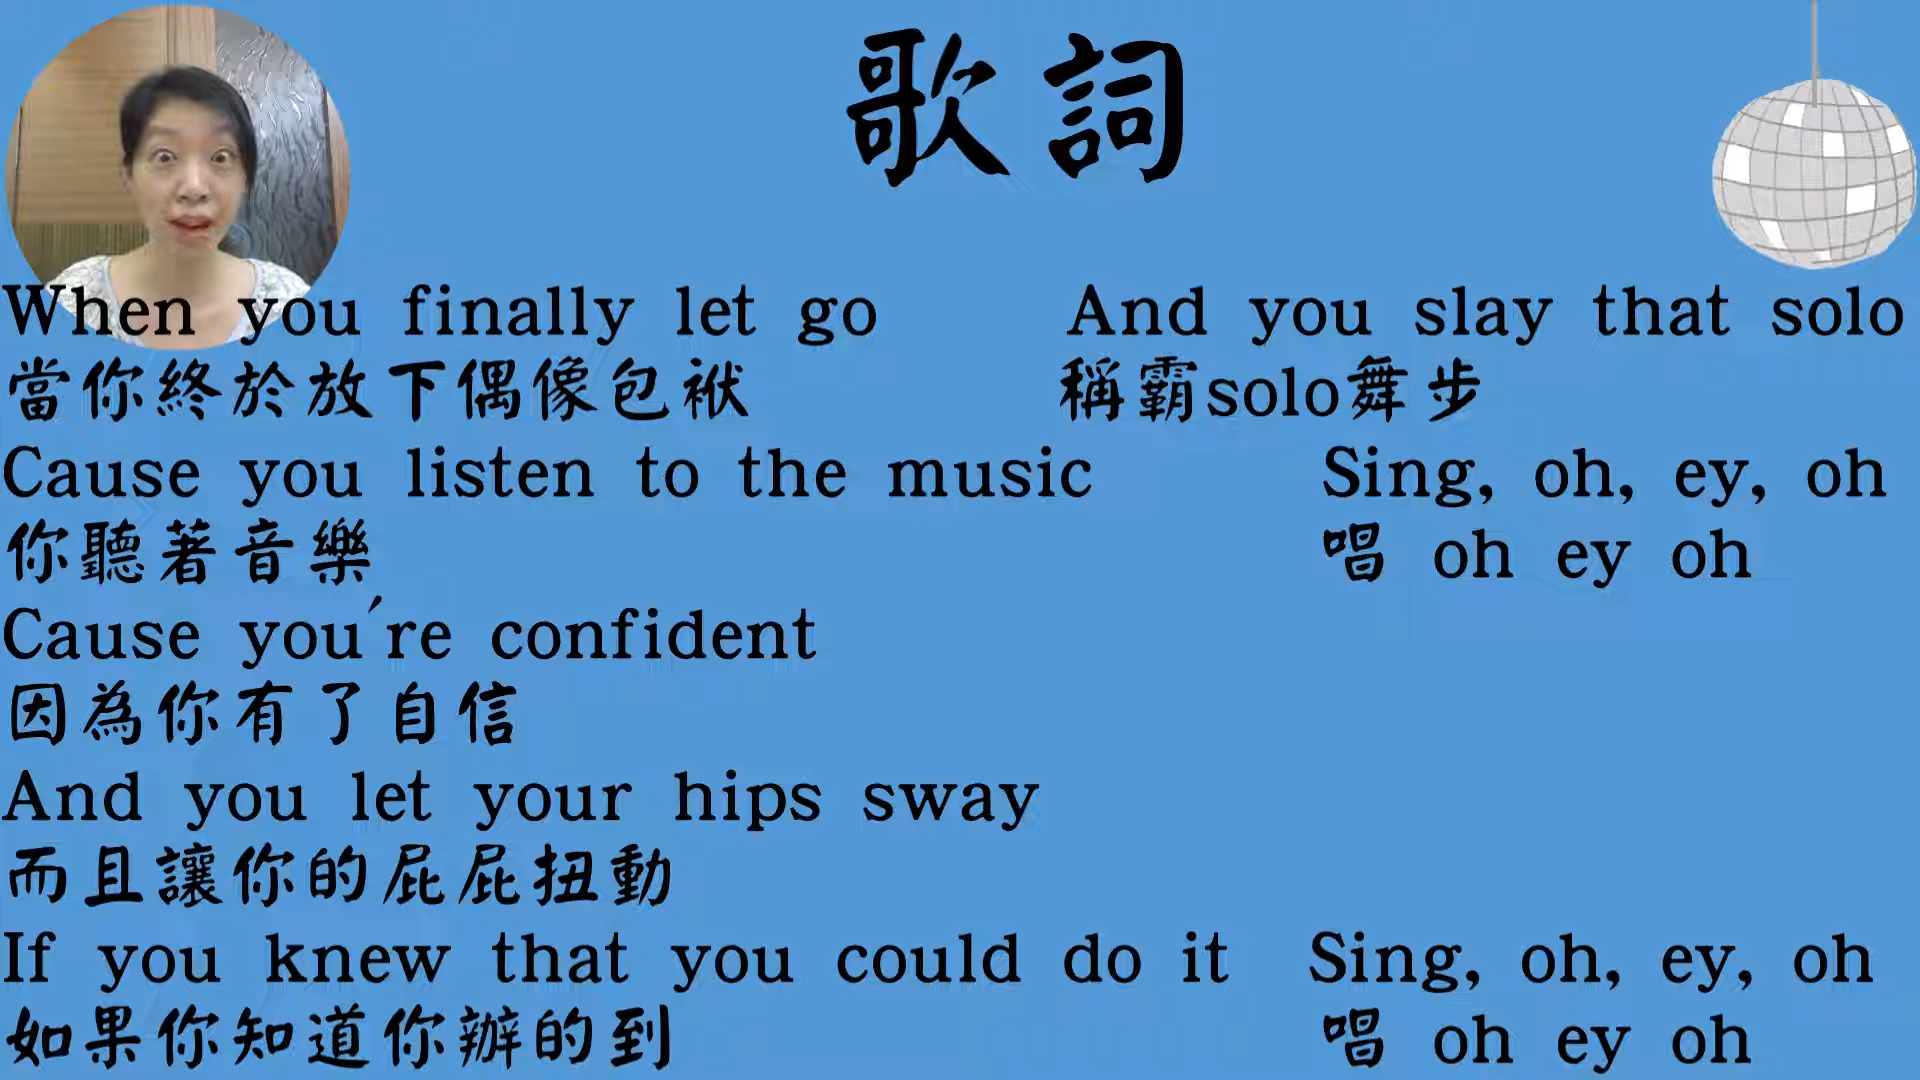 歌詞
When you finally let go And you slay that solo
當你終於放下偶像包袱 稱霸solo舞步
Cause you listen to the music Sing, oh, ey, oh
你聽著音樂 唱 oh ey oh
Cause you're confident
因為你有了自信
And you let your hips sway
而且讓你的屁屁扭動
If you knew that you could do it Sing, oh, ey, oh
如果你知道你辦的到 唱 oh ey oh